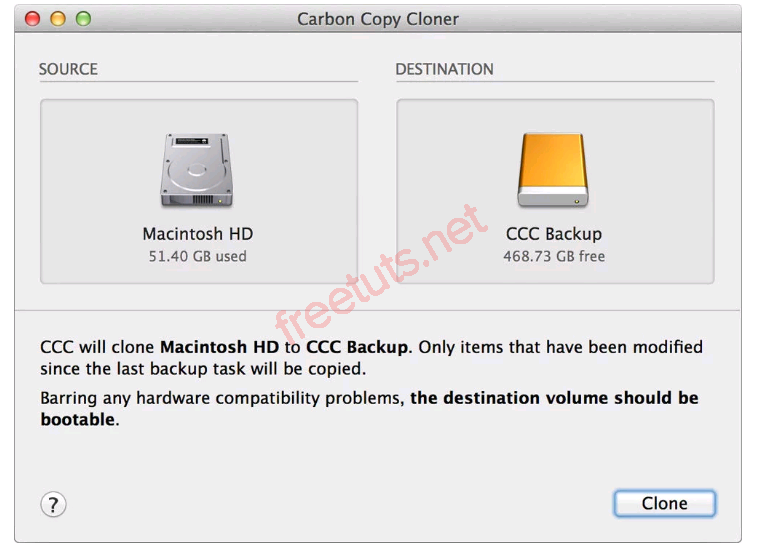 Carbon Copy Cloner
SOURCE
DESTINATION
Macintosh HD
51.40 GB used
CCC Backup
468.73 GB free
freetuts.net
CCC will clone Macintosh HD to CCC Backup. Only items that have been modified
since the last backup task will be copied.
Barring any hardware compatibility problems, the destination volume should be
bootable.
?
Clone